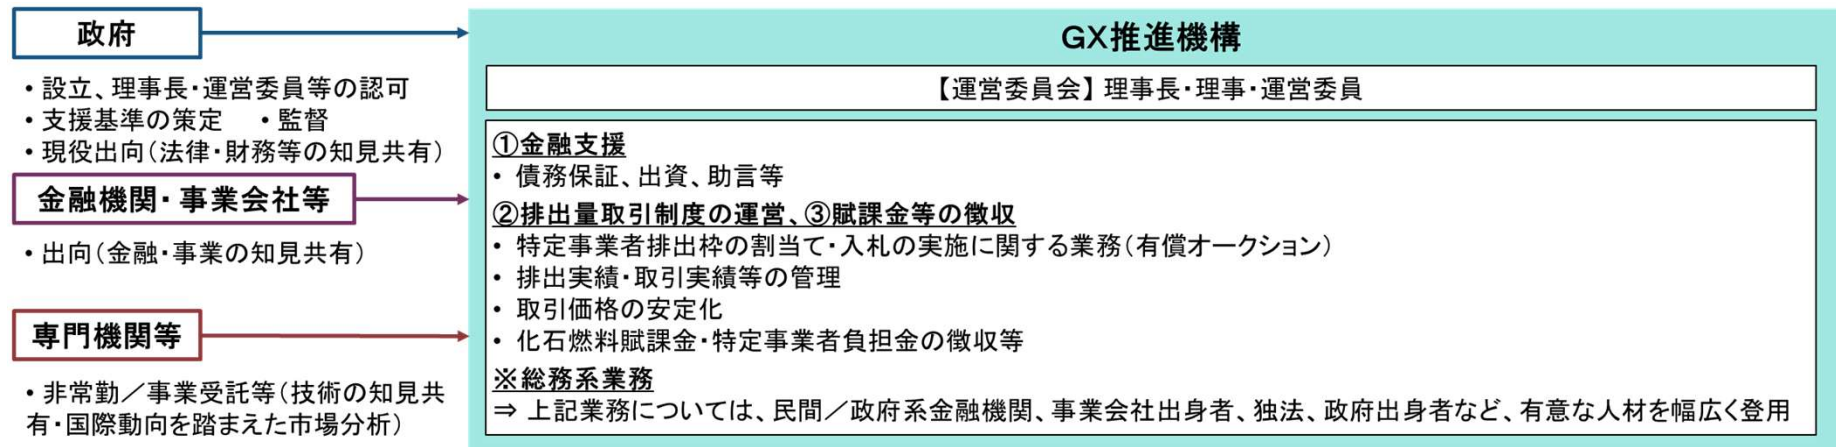 政府
・設立、理事長・運営委員等の認可
・支援基準の策定　・監督
・現役出向(法律・財務等の知見共有)
金融機関・事業会社等
・出向(金融・事業の知見共有)
専門機関等
・非常勤/事業受託等(技術の知見共
有・国際動向を踏まえた市場分析)
GX推進機構
【運営委員会】理事長・理事・運営委員
①金融支援
・債務保証、出資、助言等
②排出量取引制度の運営、③賦課金等の徴収
・特定事業者排出枠の割当て・入札の実施に関する業務(有償オークション)
・排出実績・取引実績等の管理
・取引価格の安定化
・化石燃料賦課金・特定事業者負担金の徴収等
※総務系業務
⇒ 上記業務については、民間/政府系金融機関、事業会社出身者、独法、政府出身者など、有意な人材を幅広く登用